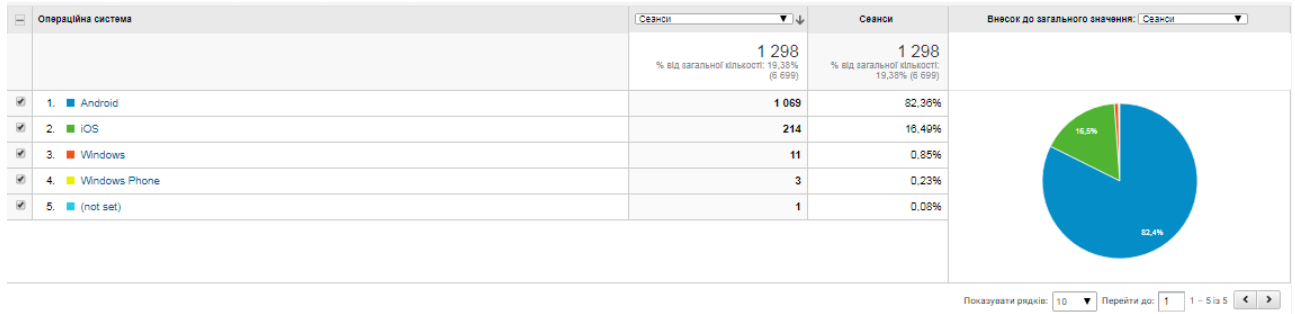 Операційна система Сеанси Сеанси Внесок до загального значення: Сеанси
1 298 1 298
% від загальної кількості: 19,38% % від загальної кількості:
(6 699) 19,38% (6 699)
1. Android 1 069 82,36%
2. iOS 214 16,49%
3. Windows 11 0,85%
4. Windows Phone 3 0,23%
5. (not set) 1 0,08%
16,5%
82,4%
Показувати рядків: 10 Перейти до: 1 1 – 5 із 5